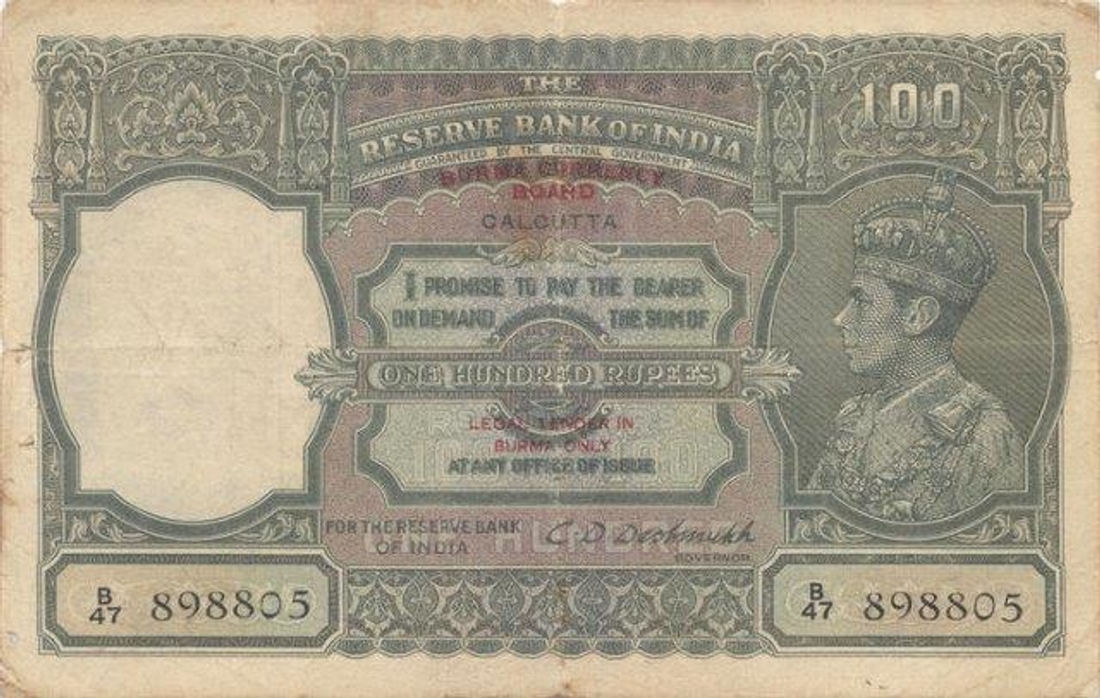 THE
100
RESERVE BANK OF INDIA
GUARANTEED BY THE CENTRAL GOVERNMENT
BURMA CURRENCY
BOARD
CALCUTTA
I PROMISE TO PAY THE BEARER
ON DEMAND THE SUM OF
ONE HUNDRED RUPEES
LEGAL TENDER IN
BURMA ONLY
AT ANY OFFICE OF ISSUE
FOR THE RESERVE BANK
OF INDIA
C D Deshmukh
GOVERNOR
B/47 898805
B/47 898805